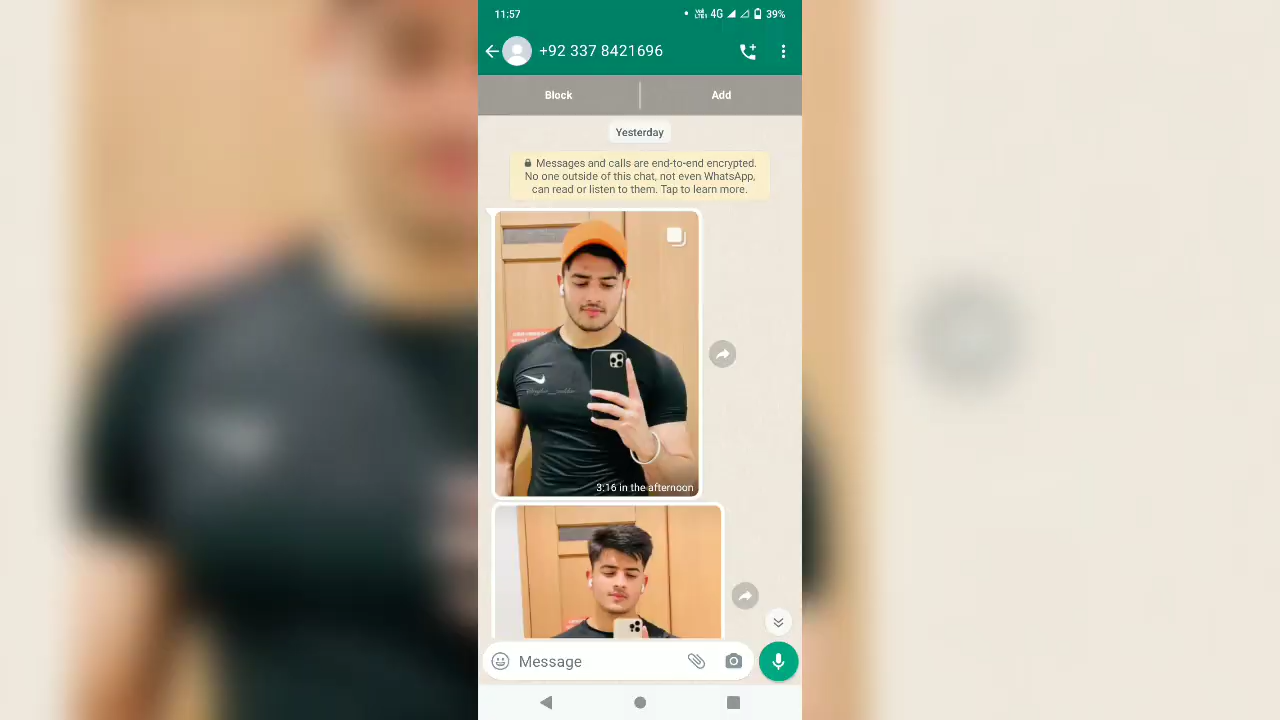 11:57
4G 39%
+92 337 8421696
Block
Add
Yesterday
Messages and calls are end-to-end encrypted.
No one outside of this chat, not even WhatsApp,
can read or listen to them. Tap to learn more.
3:16 in the afternoon
Message